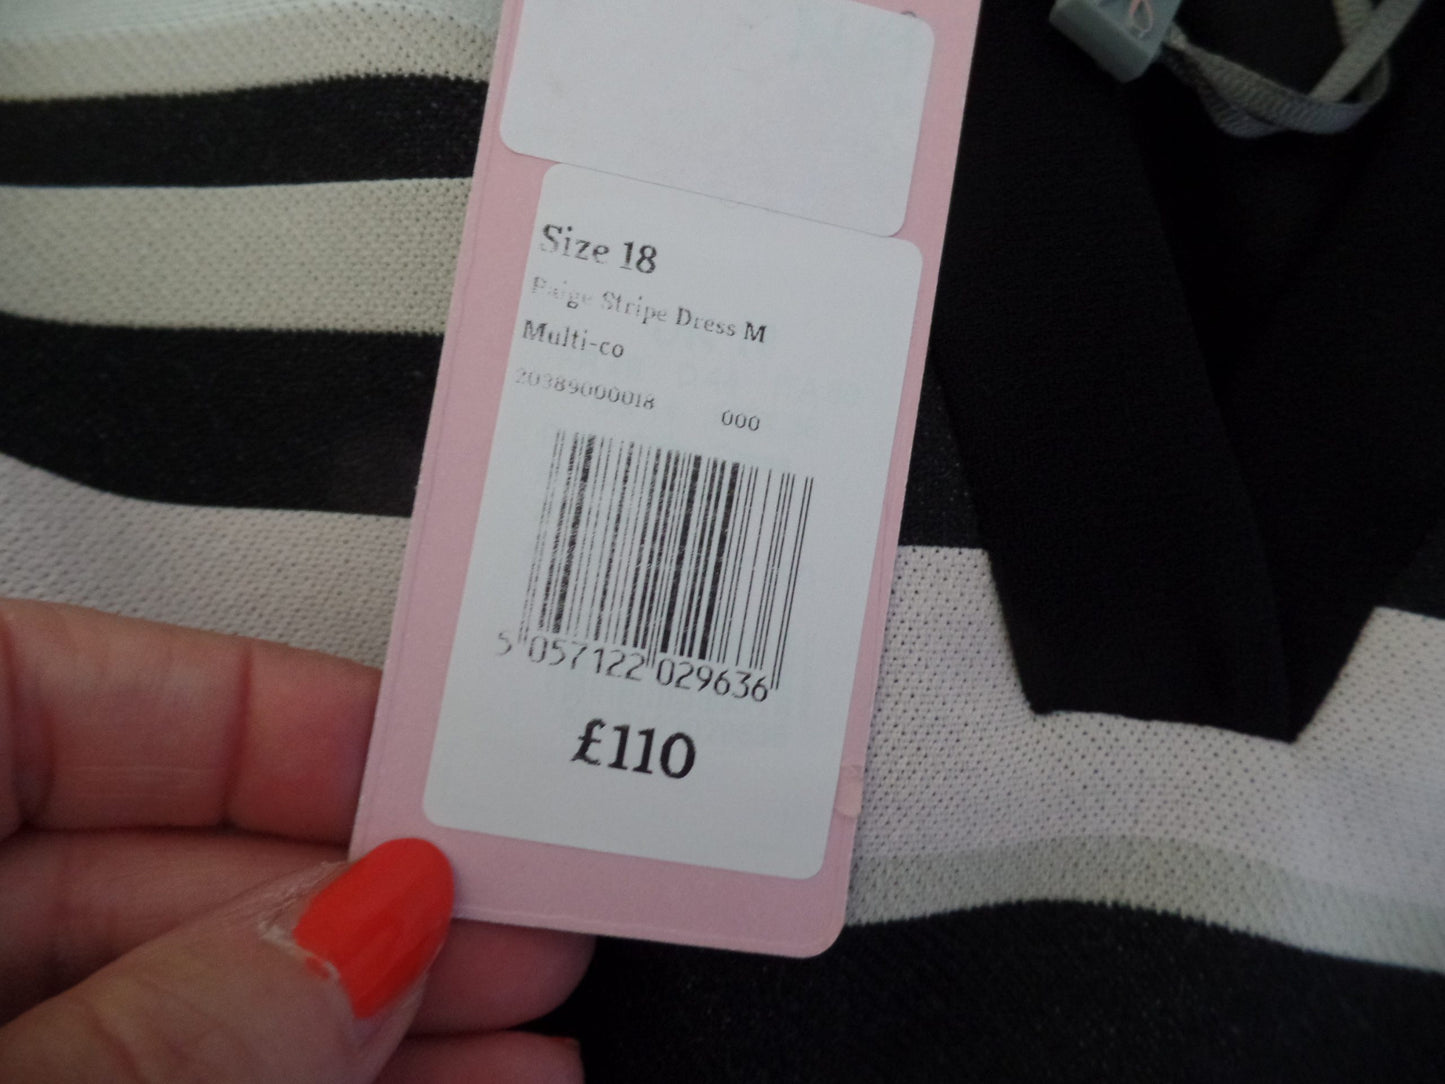 Size 18
Paige Stripe Dress M
Multi-co
20389000018 000
5 057122 029636
£110